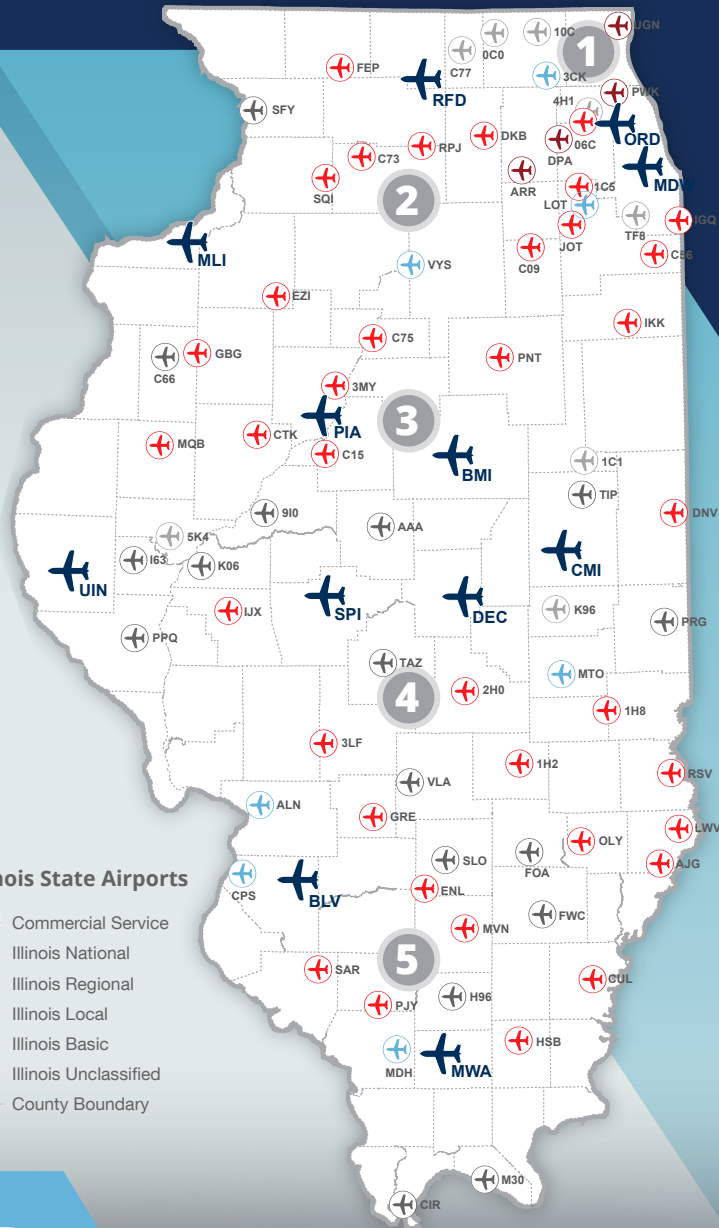 UGN
10C
0C0
1
C77
3CK
FEP
RFD
PWK
4H1
SFY
ORD
06C
DKB
DPA
RPJ
C73
MDW
ARR
1C5
SQI
2
LOT
IGQ
TF8
MLI
JOT
C09
C56
VYS
EZI
IKK
C75
GBG
PNT
C66
3MY
3
PIA
CTK
MQB
C15
BMI
1C1
TIP
9I0
DNV
AAA
5K4
I63
K06
CMI
UIN
SPI
DEC
IJX
K96
PRG
PPQ
TAZ
MTO
2H0
4
1H8
3LF
1H2
RSV
VLA
ALN
GRE
LWV
OLY
SLO
FOA
AJG
CPS
BLV
ENL
FWC
MVN
5
SAR
CUL
H96
PJY
HSB
MDH
MWA
M30
CIR
nois State Airports
Commercial Service
Illinois National
Illinois Regional
Illinois Local
Illinois Basic
Illinois Unclassified
County Boundary